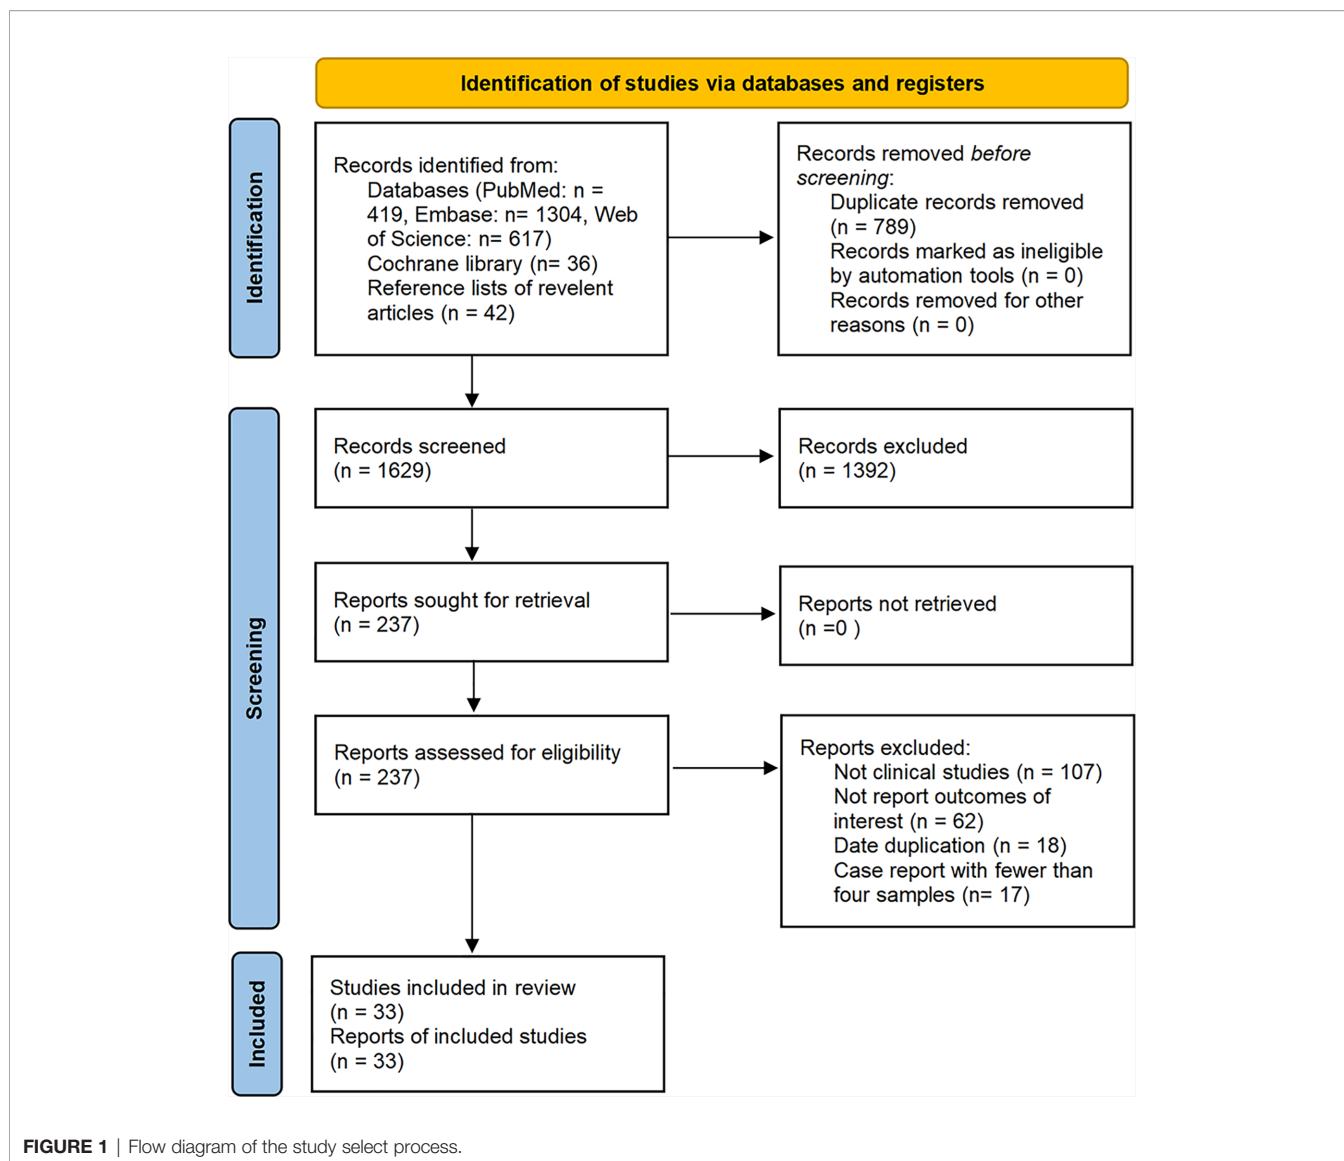 Identification of studies via databases and registers
Identification
Records identified from:
Databases (PubMed: n =
419, Embase: n= 1304, Web
of Science: n= 617)
Cochrane library (n= 36)
Reference lists of revelent
articles (n = 42)
Records removed before
screening:
Duplicate records removed
(n = 789)
Records marked as ineligible
by automation tools (n = 0)
Records removed for other
reasons (n = 0)
Screening
Records screened
(n = 1629)
Records excluded
(n = 1392)
Reports sought for retrieval
(n = 237)
Reports not retrieved
(n =0 )
Reports assessed for eligibility
(n = 237)
Reports excluded:
Not clinical studies (n = 107)
Not report outcomes of
interest (n = 62)
Date duplication (n = 18)
Case report with fewer than
four samples (n= 17)
Included
Studies included in review
(n = 33)
Reports of included studies
(n = 33)
FIGURE 1 | Flow diagram of the study select process.